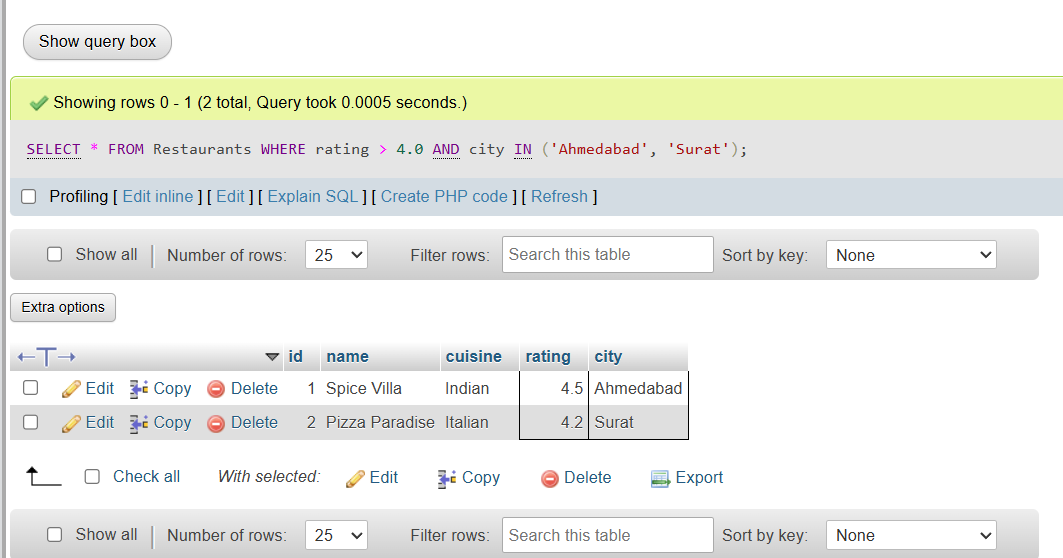 Show query box
Showing rows 0 - 1 (2 total, Query took 0.0005 seconds.)
SELECT * FROM Restaurants WHERE rating > 4.0 AND city IN ('Ahmedabad', 'Surat');
Profiling [ Edit inline ] [ Edit ] [ Explain SQL ] [ Create PHP code ] [ Refresh ]
Show all Number of rows: 25 Filter rows: Search this table Sort by key: None
Extra options
id name cuisine rating city
Edit Copy Delete 1 Spice Villa Indian 4.5 Ahmedabad
Edit Copy Delete 2 Pizza Paradise Italian 4.2 Surat
Check all With selected: Edit Copy Delete Export
Show all Number of rows: 25 Filter rows: Search this table Sort by key: None